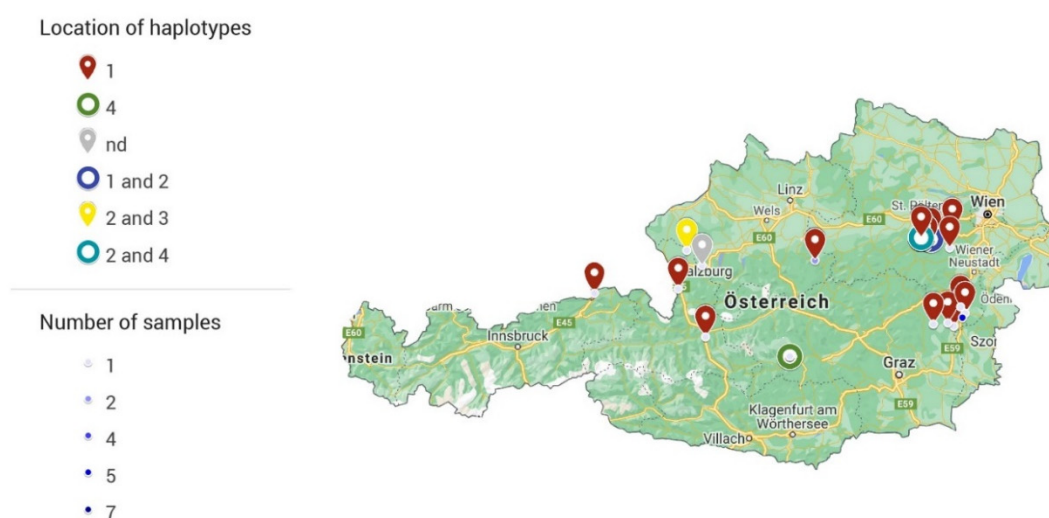 Location of haplotypes
1
4
nd
1 and 2
2 and 3
2 and 4
Number of samples
1
2
4
5
7
Linz
Wels
E60
E60
St. Pölten
Wien
Wiener
Neustadt
Salzburg
Österreich
E60
Innsbruck
E45
Graz
E59
E59
Klagenfurt am
Wörthersee
Villach